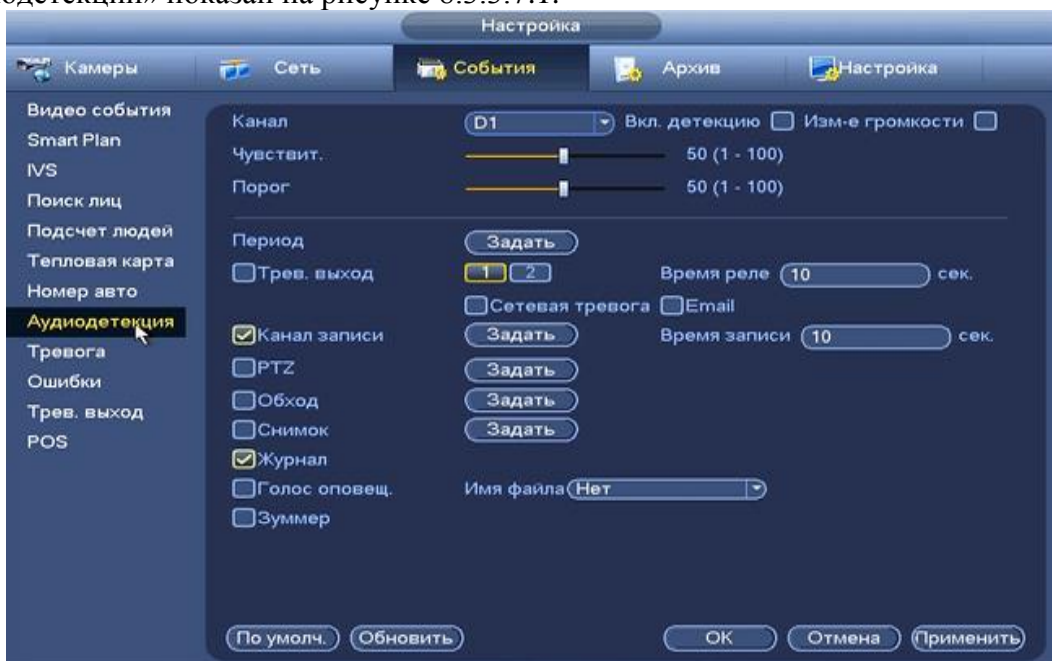 одетекции» показан на рисунке
Настройка
Камеры Сеть События Архив Настройка
Видео события
Smart Plan
IVS
Поиск лиц
Подсчет людей
Тепловая карта
Номер авто
Аудиодетекция
Тревога
Ошибки
Трев. выход
POS
Канал D1 Вкл. детекцию Изм-е громкости
Чувствит. 50 (1 - 100)
Порог 50 (1 - 100)
Период Задать
Трев. выход 1 2 Время реле 10 сек.
Сетевая тревога Email
Канал записи Задать Время записи 10 сек.
PTZ Задать
Обход Задать
Снимок Задать
Журнал
Голос оповещ. Имя файла Нет
Зуммер
По умолч. Обновить OK Отмена Применить